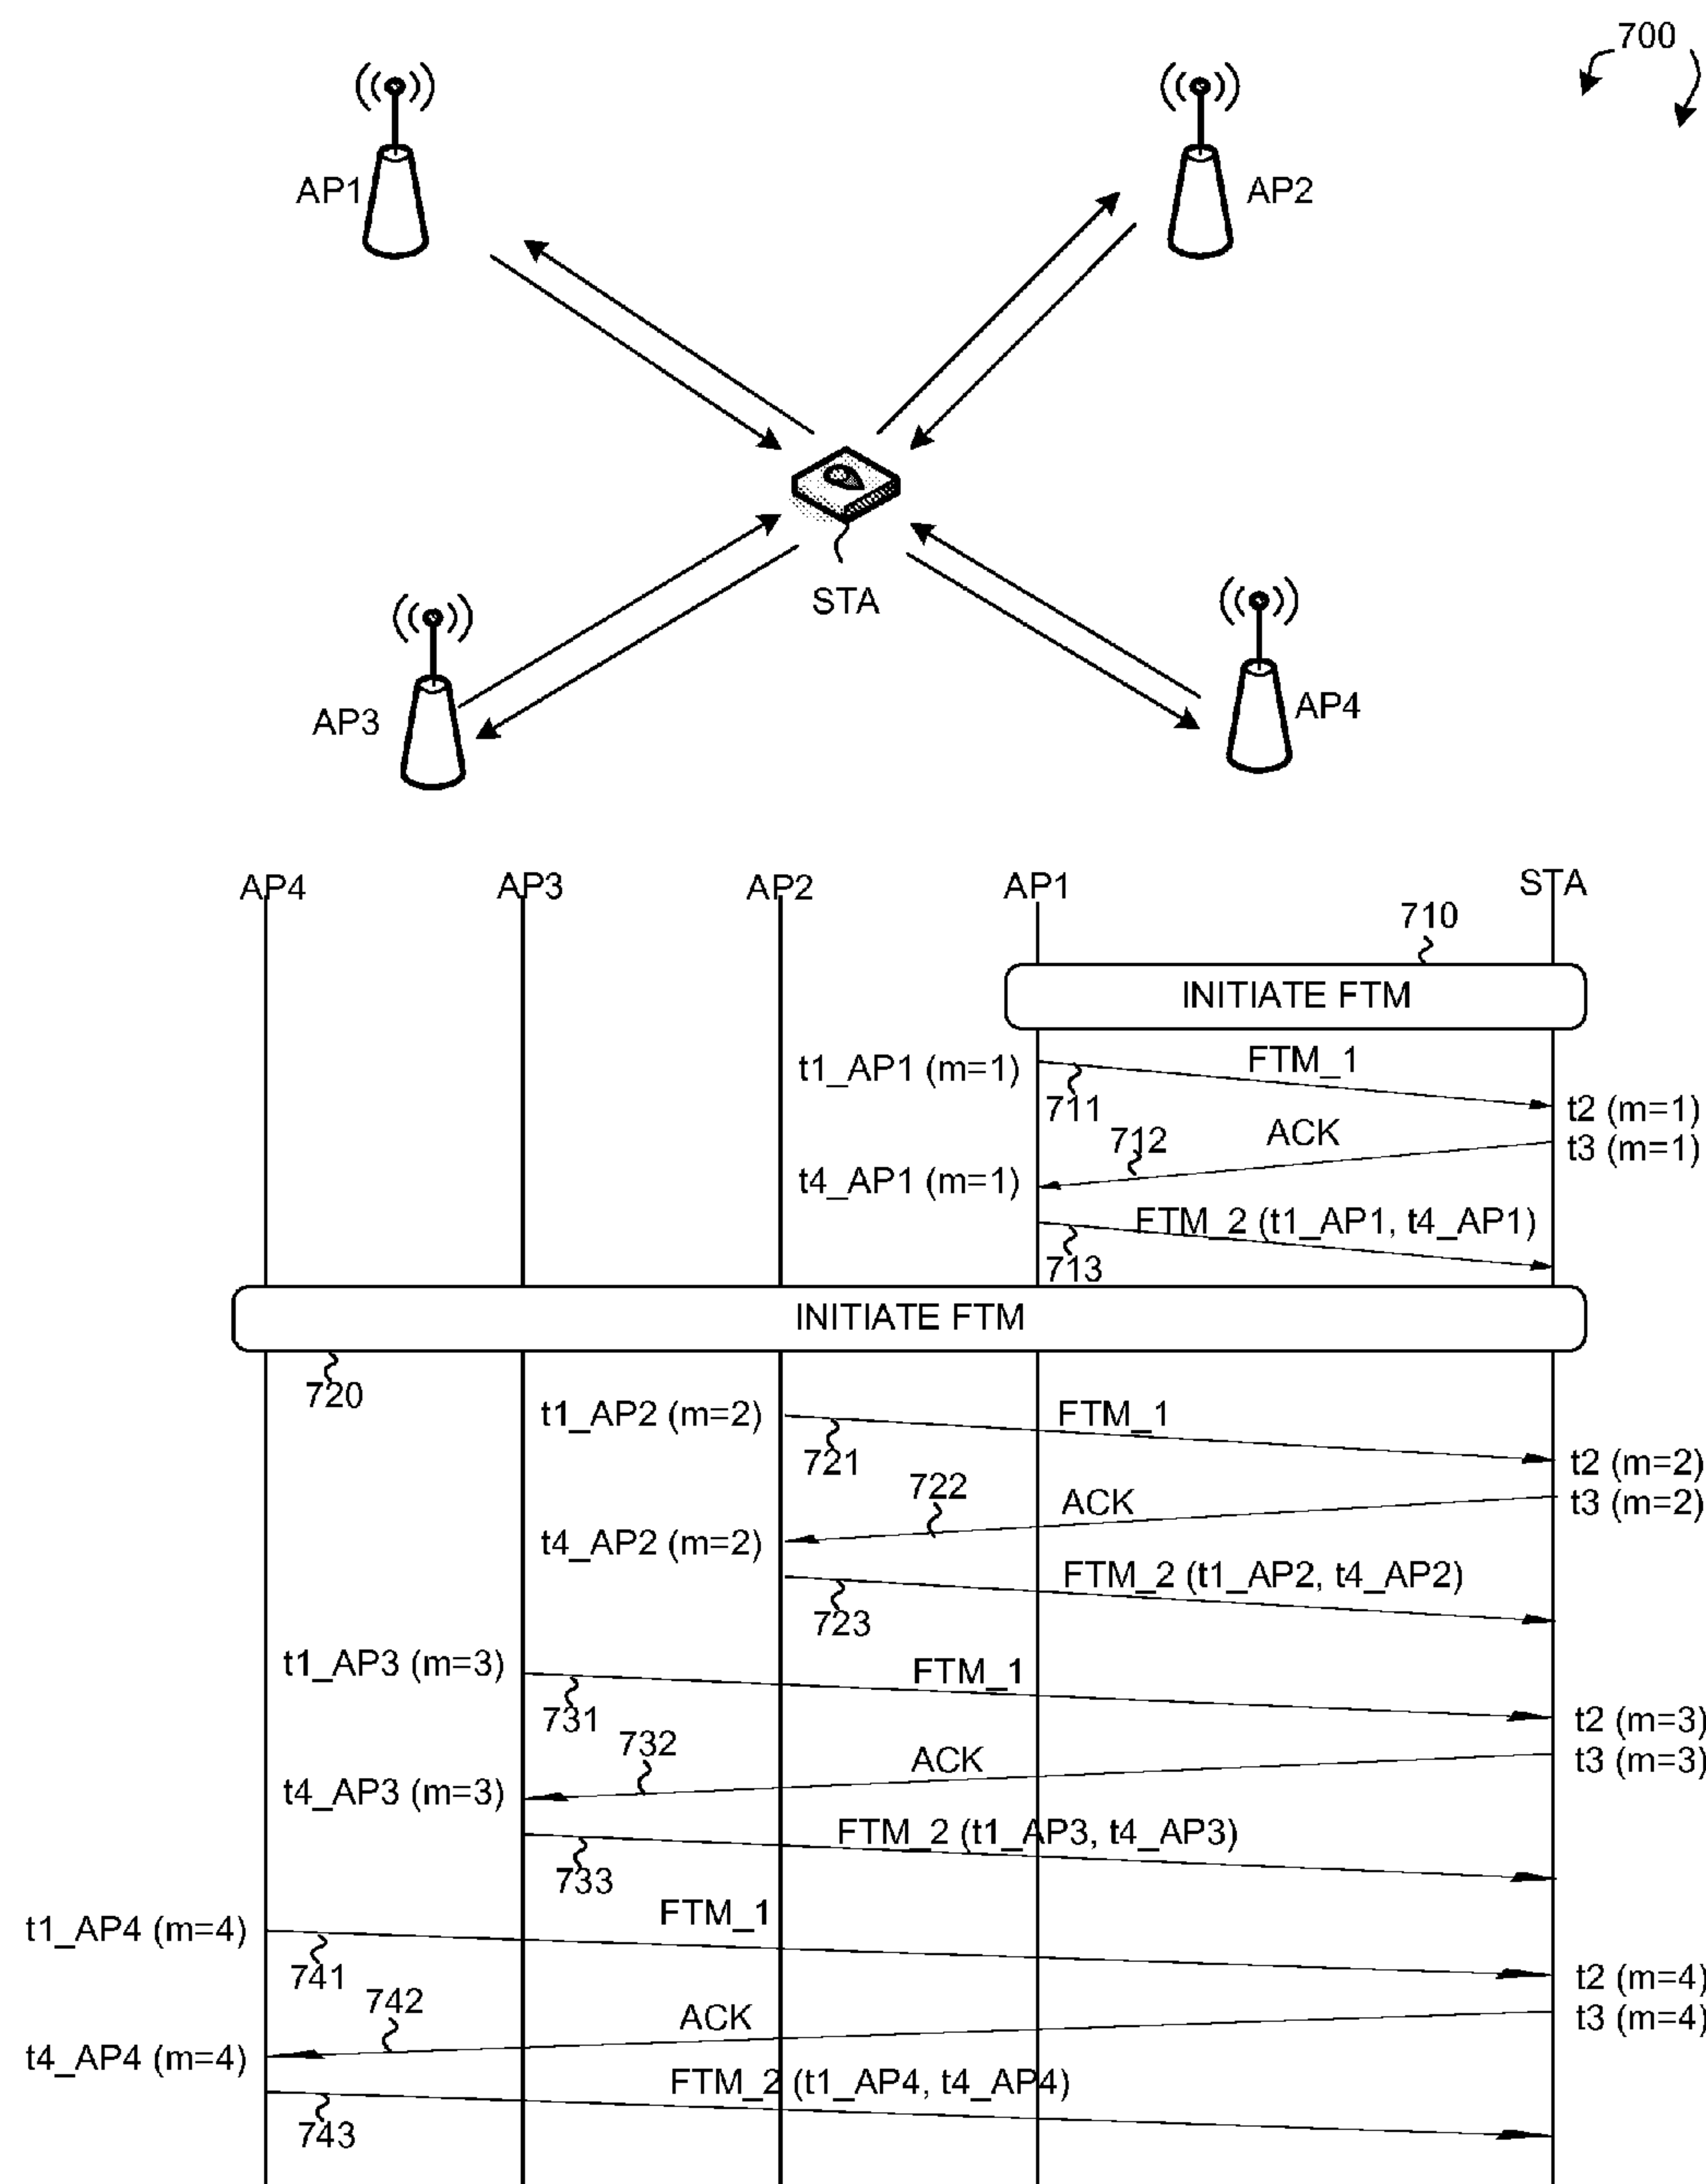 700
AP1
AP2
STA
AP3
AP4
AP4 AP3 AP2 AP1 STA
710
INITIATE FTM
t1_AP1 (m=1)
FTM_1
711
t2 (m=1)
712
ACK
t3 (m=1)
t4_AP1 (m=1)
FTM_2 (t1_AP1, t4_AP1)
713
INITIATE FTM
720
t1_AP2 (m=2)
FTM_1
721
t2 (m=2)
722
ACK
t3 (m=2)
t4_AP2 (m=2)
FTM_2 (t1_AP2, t4_AP2)
723
t1_AP3 (m=3)
FTM_1
731
t2 (m=3)
732
ACK
t3 (m=3)
t4_AP3 (m=3)
FTM_2 (t1_AP3, t4_AP3)
733
FTM_1
t1_AP4 (m=4)
741
t2 (m=4)
742
ACK
t3 (m=4)
t4_AP4 (m=4)
FTM_2 (t1_AP4, t4_AP4)
743